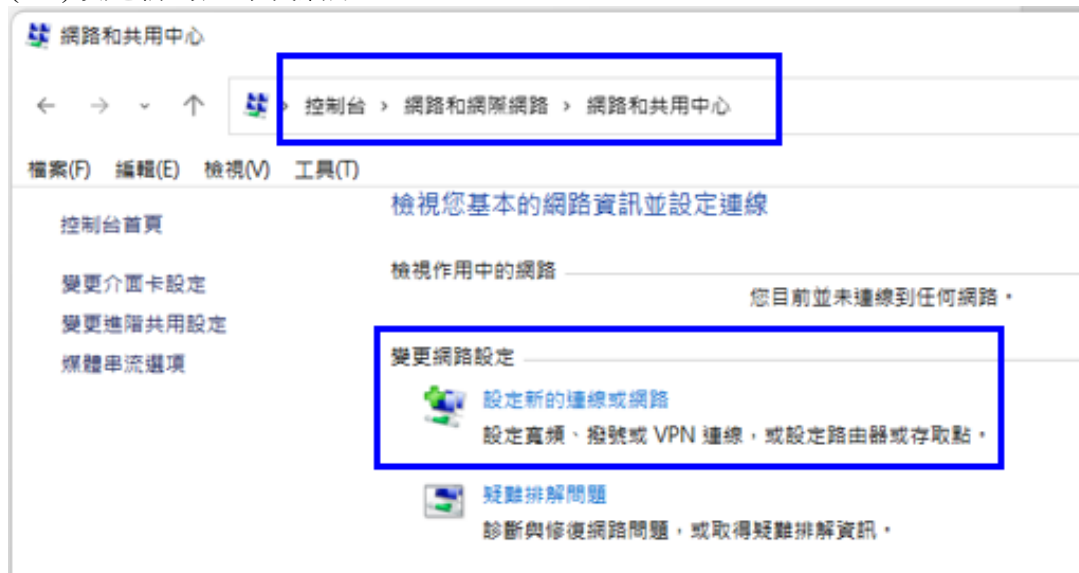 網路和共用中心
控制台 › 網路和網際網路 › 網路和共用中心
檔案(F) 編輯(E) 檢視(V) 工具(T)
控制台首頁
變更介面卡設定
變更進階共用設定
媒體串流選項
檢視您基本的網路資訊並設定連線
檢視作用中的網路
您目前並未連線到任何網路。
變更網路設定
設定新的連線或網路
設定寬頻、撥號或 VPN 連線，或設定路由器或存取點。
疑難排解問題
診斷與修復網路問題，或取得疑難排解資訊。